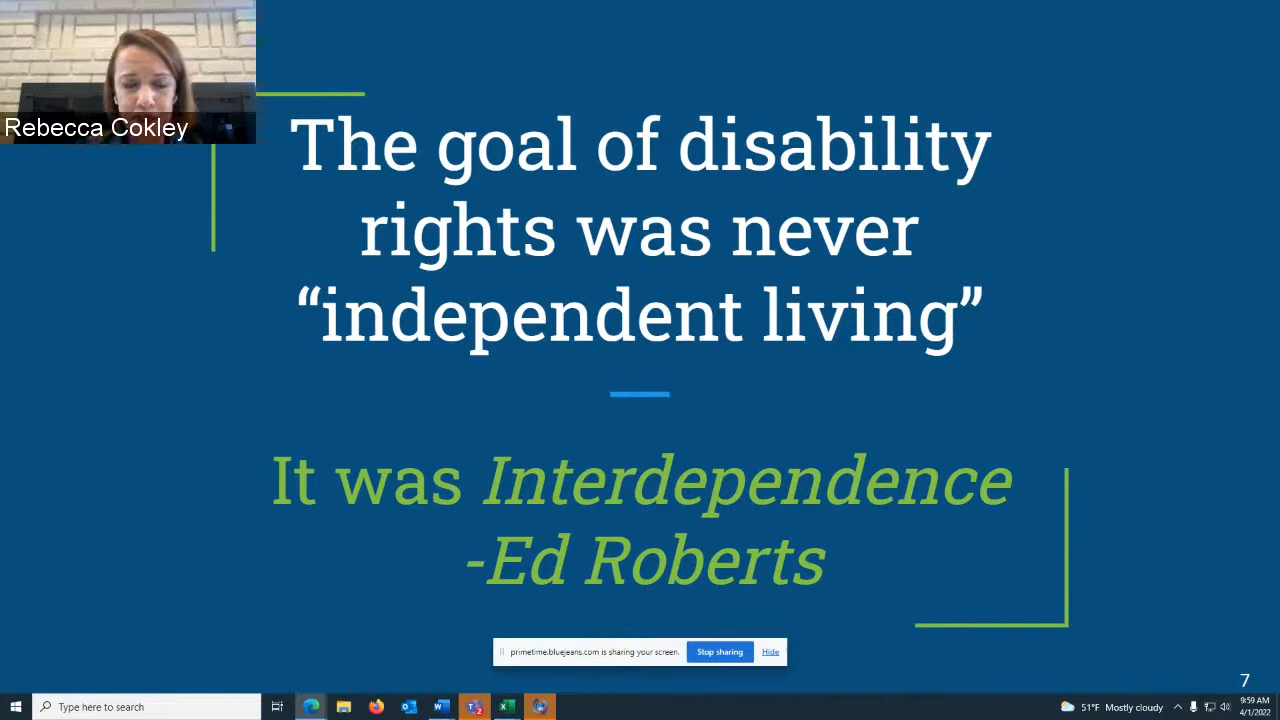 Rebecca Cokley
The goal of disability
rights was never
“independent living”
It was Interdependence
-Ed Roberts
primetime.bluejeans.com is sharing your screen.
Stop sharing
Hide
7
Type here to search
51°F Mostly cloudy
9:59 AM
4/1/2022